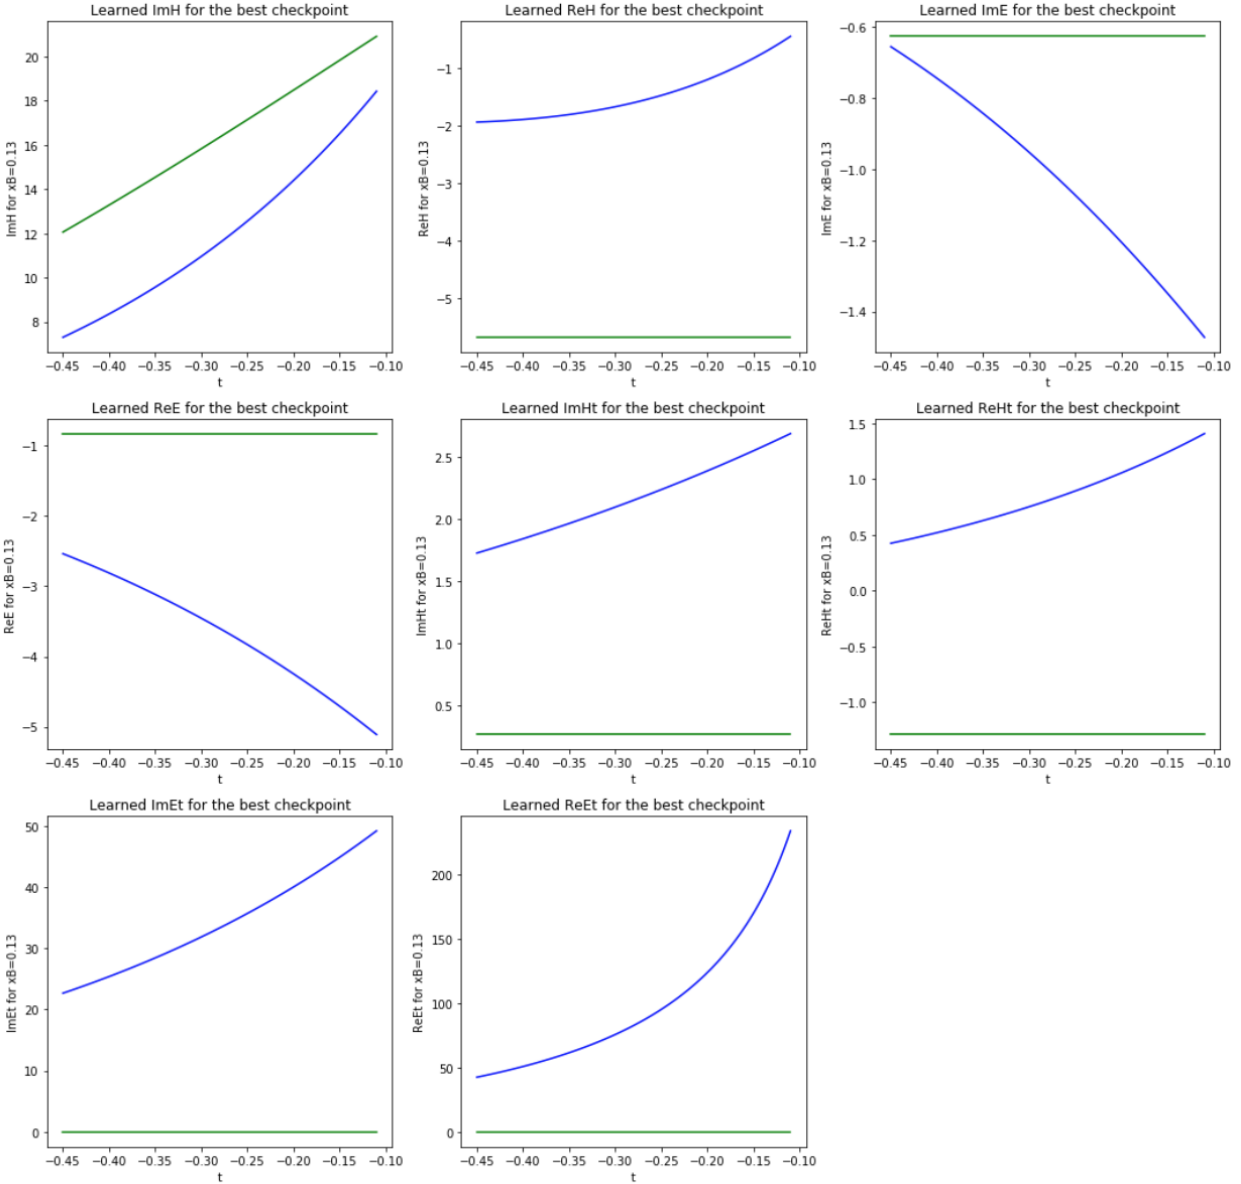 Learned ImH for the best checkpoint
ImH for xB=0.13
20
18
16
14
12
10
8
−0.45 −0.40 −0.35 −0.30 −0.25 −0.20 −0.15 −0.10
t
Learned ReH for the best checkpoint
ReH for xB=0.13
−1
−2
−3
−4
−5
−0.45 −0.40 −0.35 −0.30 −0.25 −0.20 −0.15 −0.10
t
Learned ImE for the best checkpoint
ImE for xB=0.13
−0.6
−0.8
−1.0
−1.2
−1.4
−0.45 −0.40 −0.35 −0.30 −0.25 −0.20 −0.15 −0.10
t
Learned ReE for the best checkpoint
ReE for xB=0.13
−1
−2
−3
−4
−5
−0.45 −0.40 −0.35 −0.30 −0.25 −0.20 −0.15 −0.10
t
Learned ImHt for the best checkpoint
ImHt for xB=0.13
2.5
2.0
1.5
1.0
0.5
−0.45 −0.40 −0.35 −0.30 −0.25 −0.20 −0.15 −0.10
t
Learned ReHt for the best checkpoint
ReHt for xB=0.13
1.5
1.0
0.5
0.0
−0.5
−1.0
−0.45 −0.40 −0.35 −0.30 −0.25 −0.20 −0.15 −0.10
t
Learned ImEt for the best checkpoint
ImEt for xB=0.13
50
40
30
20
10
0
−0.45 −0.40 −0.35 −0.30 −0.25 −0.20 −0.15 −0.10
t
Learned ReEt for the best checkpoint
ReEt for xB=0.13
200
150
100
50
0
−0.45 −0.40 −0.35 −0.30 −0.25 −0.20 −0.15 −0.10
t